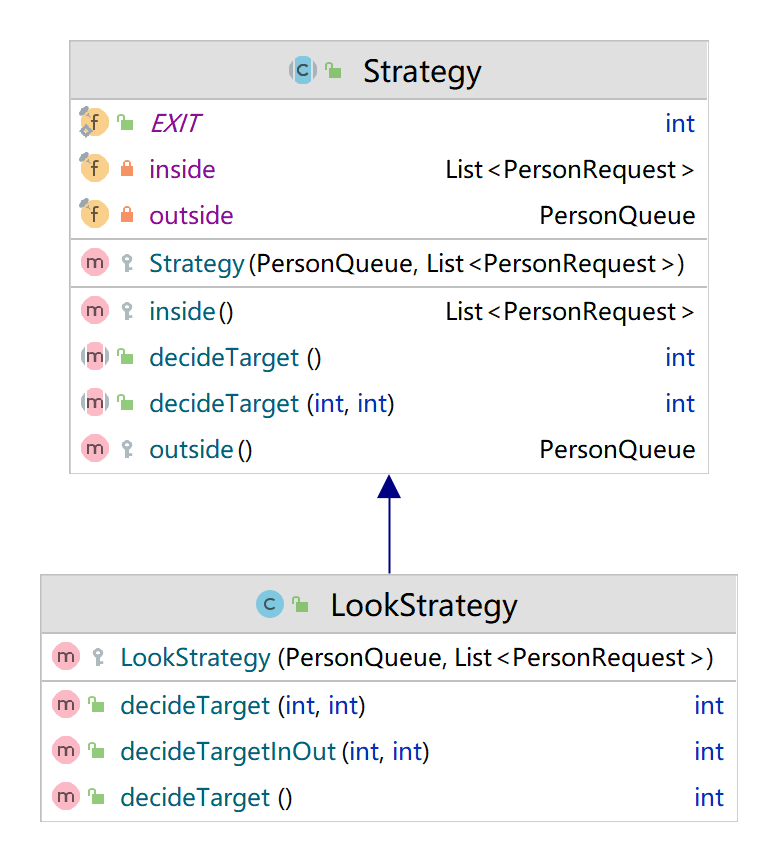 C Strategy
f EXIT int
f inside List<PersonRequest>
f outside PersonQueue
m Strategy(PersonQueue, List<PersonRequest>)
m inside() List<PersonRequest>
m decideTarget() int
m decideTarget(int, int) int
m outside() PersonQueue
C LookStrategy
m LookStrategy(PersonQueue, List<PersonRequest>)
m decideTarget(int, int) int
m decideTargetInOut(int, int) int
m decideTarget() int